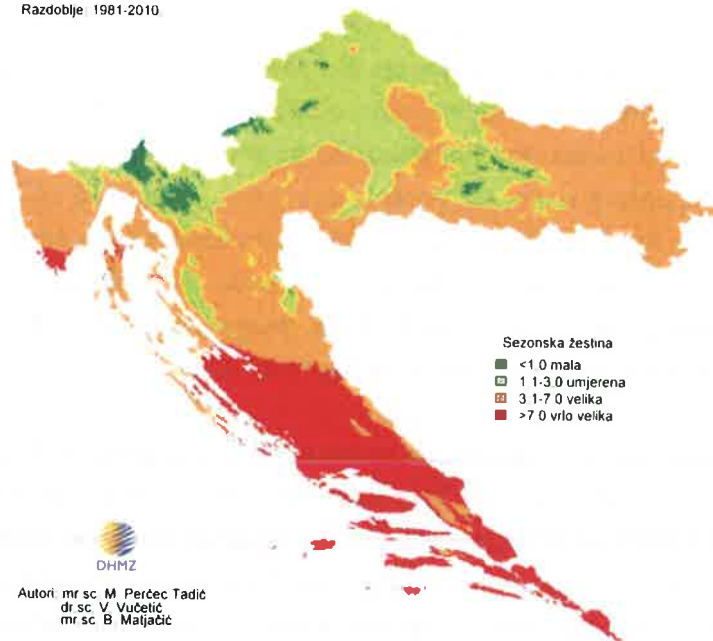 Razdoblje 1981-2010
Sezonska žestina
<1 0 mala
1 1-3.0 umjerena
3 1-7 0 velika
>7 0 vrlo velika
DHMZ
Autori: mr sc M Perčec Tadić
dr sc V. Vučetić
mr sc B Matjačić